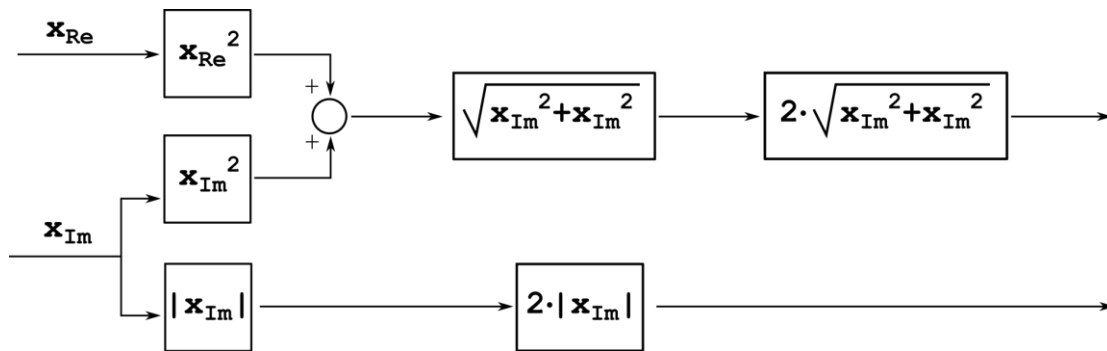 x_Re
x_Re^2
+
+
√(x_Im^2+x_Im^2)
2·√(x_Im^2+x_Im^2)
x_Im^2
x_Im
|x_Im|
2·|x_Im|